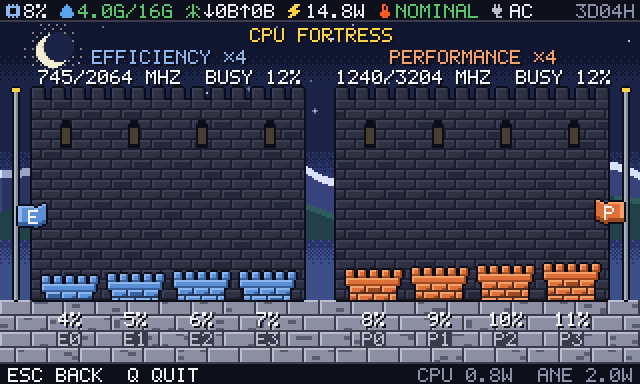 8% 4.0G/16G ↓0B↑0B 14.8W NOMINAL AC 3D04H
CPU FORTRESS
EFFICIENCY ×4 PERFORMANCE ×4
745/2064 MHZ BUSY 12% 1240/3204 MHZ BUSY 12%
E P
4% 5% 6% 7% 8% 9% 10% 11%
E0 E1 E2 E3 P0 P1 P2 P3
ESC BACK Q QUIT CPU 0.8W ANE 2.0W